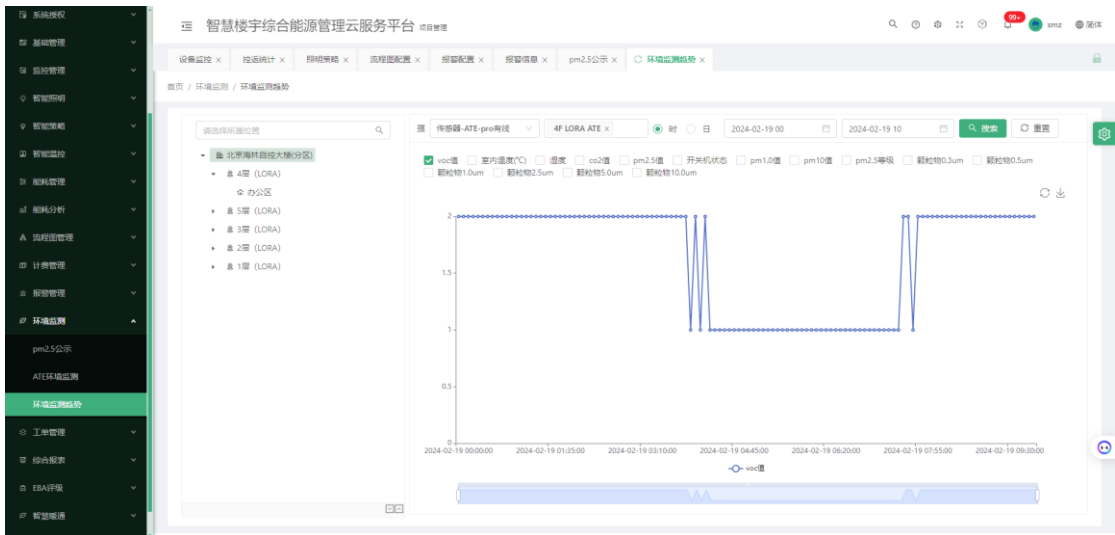 系统授权
基础管理
监控管理
智能照明
智能策略
智能温控
能耗管理
能耗分析
流程图管理
计费管理
报警管理
环境监测
pm2.5公示
ATE环境监测
环境监测趋势
工单管理
综合报表
EBA评级
智慧暖通
智慧楼宇综合能源管理云服务平台 项目管理
99+ smz 简体
设备监控 × 控返统计 × 照明策略 × 流程图配置 × 报警配置 × 报警信息 × pm2.5公示 × 环境监测趋势 ×
首页 / 环境监测 / 环境监测趋势
请选择所属位置
北京海林自控大楼(分区)
4层 (LORA)
办公区
5层 (LORA)
3层 (LORA)
2层 (LORA)
1层 (LORA)
传感器-ATE-pro有线 4F LORA ATE × 时 日 2024-02-19 00 2024-02-19 10 搜索 重置
voc值 室内温度(℃) 湿度 co2值 pm2.5值 开关机状态 pm1.0值 pm10值 pm2.5等级 颗粒物0.3um 颗粒物0.5um
颗粒物1.0um 颗粒物2.5um 颗粒物5.0um 颗粒物10.0um
2
1.5
1
0.5
0
2024-02-19 00:00:00 2024-02-19 01:35:00 2024-02-19 03:10:00 2024-02-19 04:45:00 2024-02-19 06:20:00 2024-02-19 07:55:00 2024-02-19 09:30:00
voc值